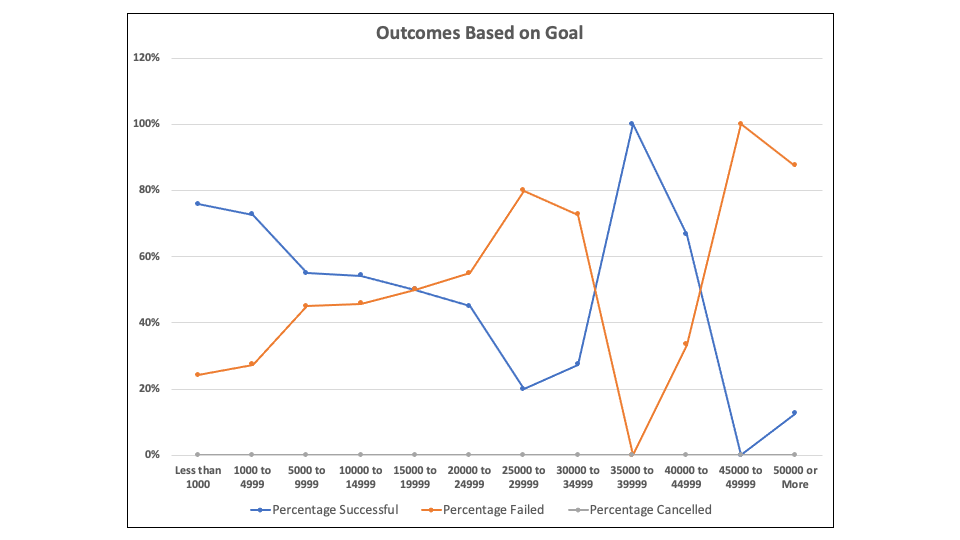 Outcomes Based on Goal
120%
100%
80%
60%
40%
20%
0%
Less than 1000
1000 to 4999
5000 to 9999
10000 to 14999
15000 to 19999
20000 to 24999
25000 to 29999
30000 to 34999
35000 to 39999
40000 to 44999
45000 to 49999
50000 or More
Percentage Successful
Percentage Failed
Percentage Cancelled